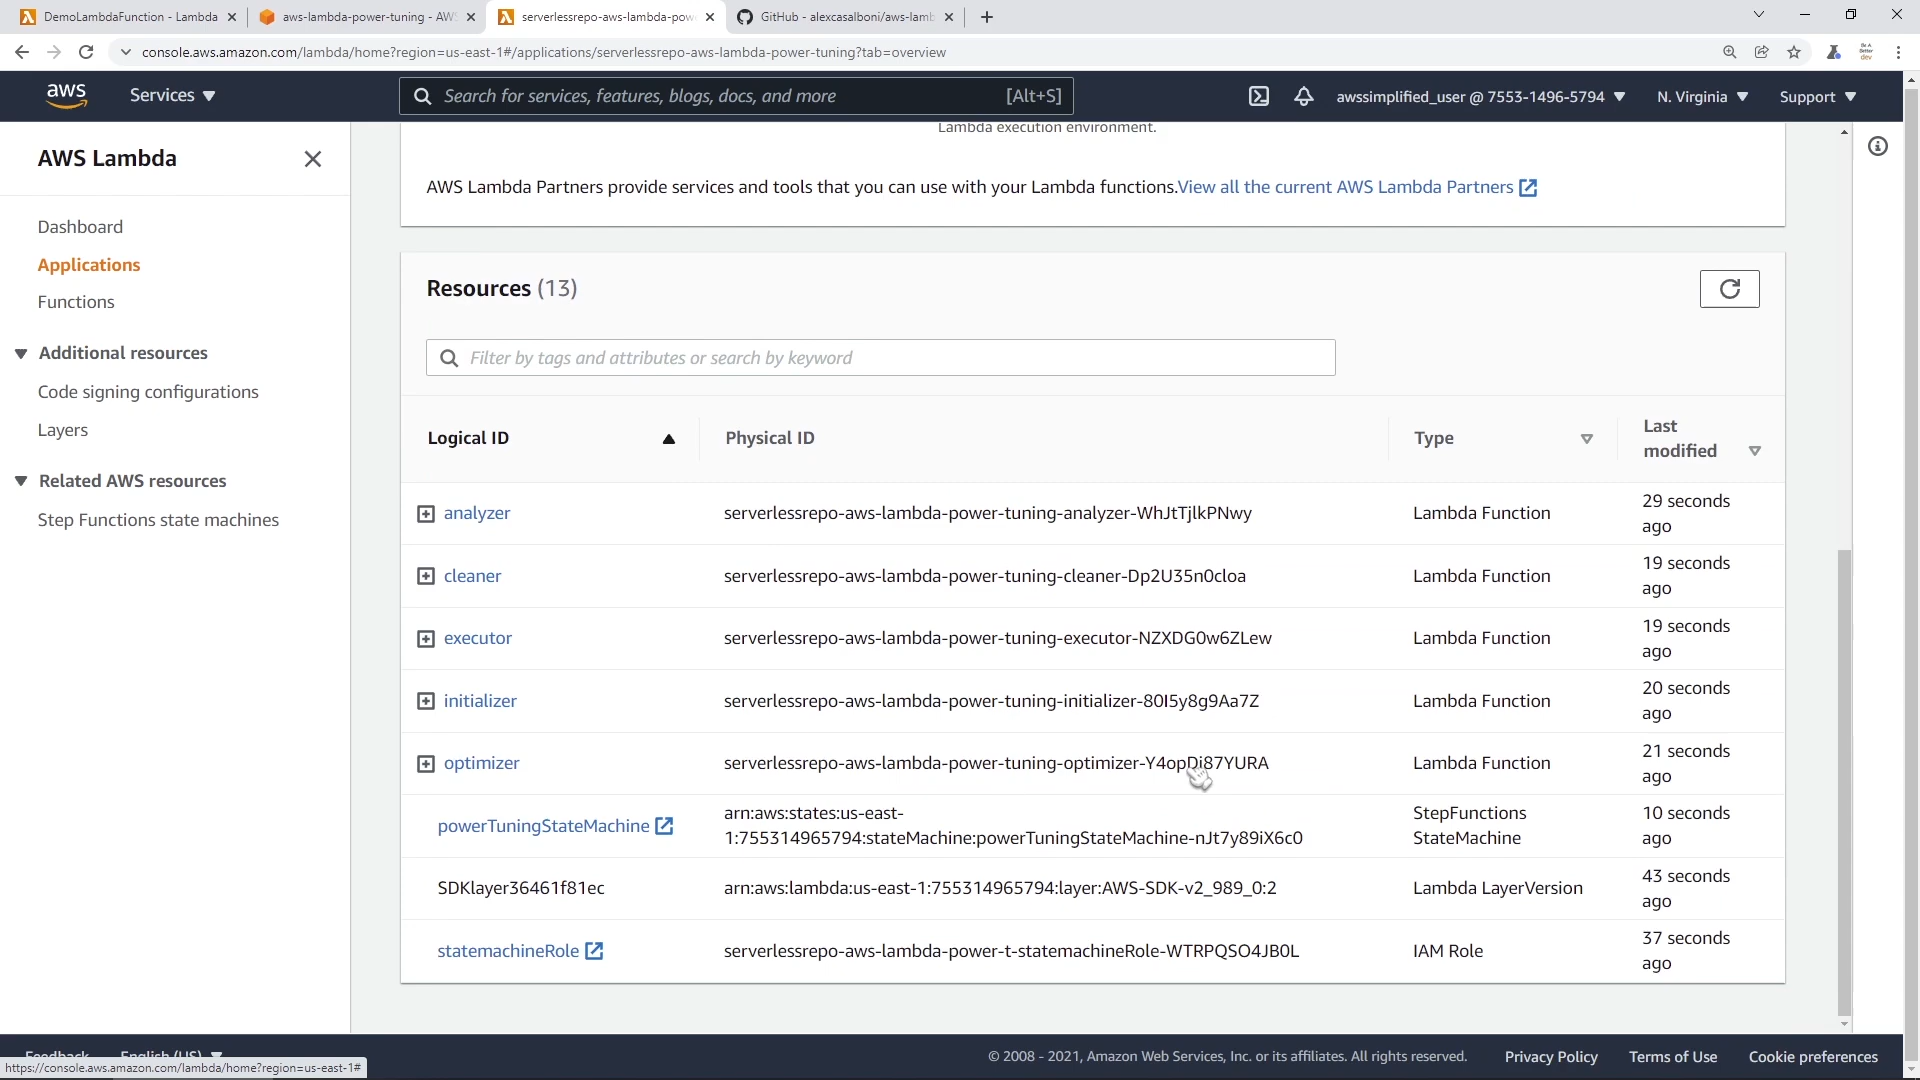 DemoLambdaFunction - Lambda
aws-lambda-power-tuning - AWS
serverlessrepo-aws-lambda-pow
GitHub - alexcasalboni/aws-lamb
console.aws.amazon.com/lambda/home?region=us-east-1#/applications/serverlessrepo-aws-lambda-power-tuning?tab=overview
Be A Better dev
aws
Services
Search for services, features, blogs, docs, and more
[Alt+S]
awssimplified_user @ 7553-1496-5794
N. Virginia
Support
AWS Lambda
Dashboard
Applications
Functions
Additional resources
Code signing configurations
Layers
Related AWS resources
Step Functions state machines
Lambda execution environment.
AWS Lambda Partners provide services and tools that you can use with your Lambda functions.View all the current AWS Lambda Partners
Resources (13)
Filter by tags and attributes or search by keyword
Logical ID
Physical ID
Type
Last modified
analyzer
serverlessrepo-aws-lambda-power-tuning-analyzer-WhJtTjlkPNwy
Lambda Function
29 seconds ago
cleaner
serverlessrepo-aws-lambda-power-tuning-cleaner-Dp2U35n0cloa
Lambda Function
19 seconds ago
executor
serverlessrepo-aws-lambda-power-tuning-executor-NZXDG0w6ZLew
Lambda Function
19 seconds ago
initializer
serverlessrepo-aws-lambda-power-tuning-initializer-80I5y8g9Aa7Z
Lambda Function
20 seconds ago
optimizer
serverlessrepo-aws-lambda-power-tuning-optimizer-Y4opDi87YURA
Lambda Function
21 seconds ago
powerTuningStateMachine
arn:aws:states:us-east-
1:755314965794:stateMachine:powerTuningStateMachine-nJt7y89iX6c0
StepFunctions
StateMachine
10 seconds ago
SDKlayer36461f81ec
arn:aws:lambda:us-east-1:755314965794:layer:AWS-SDK-v2_989_0:2
Lambda LayerVersion
43 seconds ago
statemachineRole
serverlessrepo-aws-lambda-power-t-statemachineRole-WTRPQSO4JB0L
IAM Role
37 seconds ago
Feedback
English (US)
© 2008 - 2021, Amazon Web Services, Inc. or its affiliates. All rights reserved.
Privacy Policy
Terms of Use
Cookie preferences
https://console.aws.amazon.com/lambda/home?region=us-east-1#